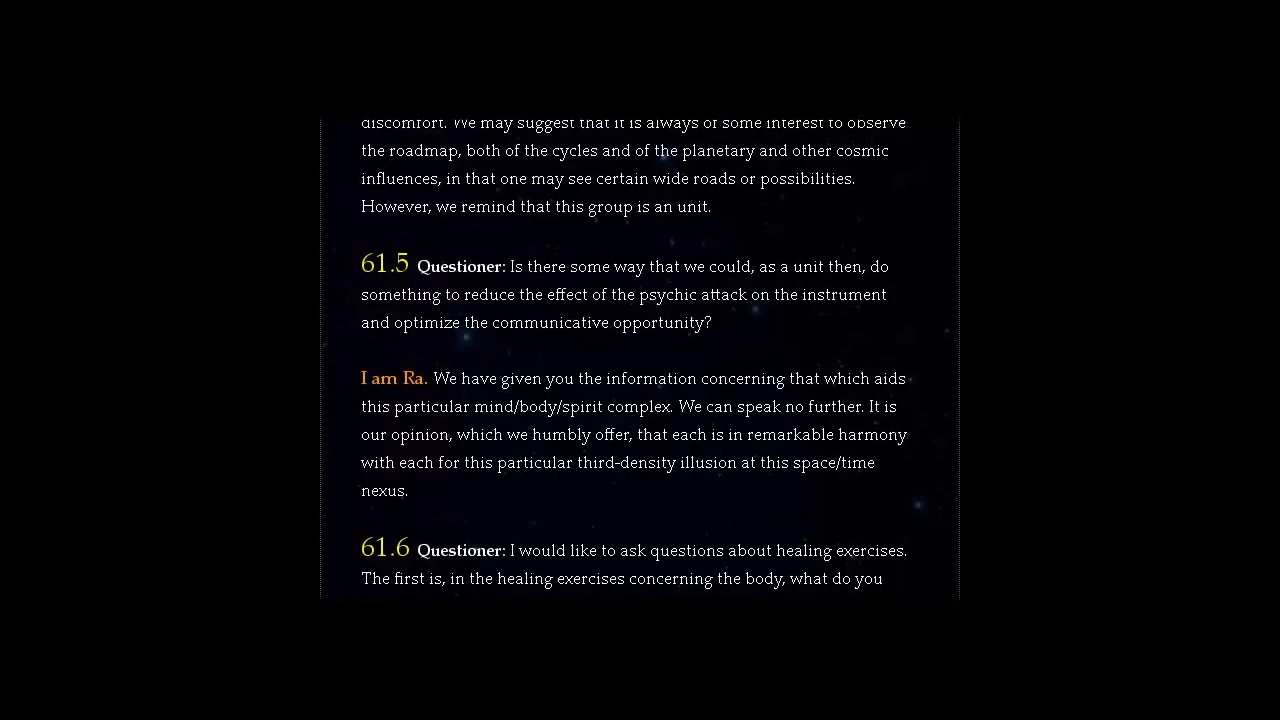 discomfort. We may suggest that it is always of some interest to observe
the roadmap, both of the cycles and of the planetary and other cosmic
influences, in that one may see certain wide roads or possibilities.
However, we remind that this group is an unit.
61.5 Questioner: Is there some way that we could, as a unit then, do
something to reduce the effect of the psychic attack on the instrument
and optimize the communicative opportunity?
I am Ra. We have given you the information concerning that which aids
this particular mind/body/spirit complex. We can speak no further. It is
our opinion, which we humbly offer, that each is in remarkable harmony
with each for this particular third-density illusion at this space/time
nexus.
61.6 Questioner: I would like to ask questions about healing exercises.
The first is, in the healing exercises concerning the body, what do you